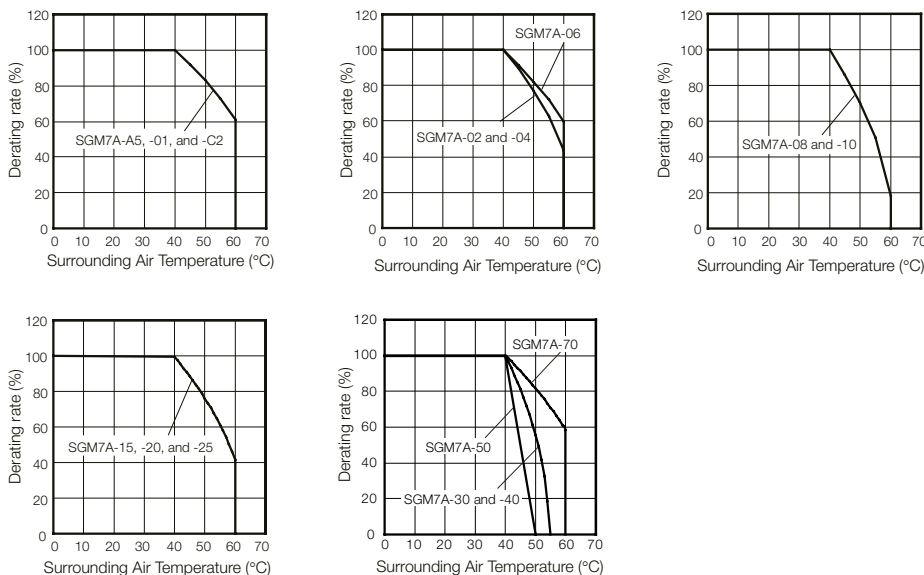 120
100
80
60
40
20
0
Derating rate (%)
SGM7A-A5, -01, and -C2
0 10 20 30 40 50 60 70
Surrounding Air Temperature (°C)
120
100
80
60
40
20
0
Derating rate (%)
SGM7A-06
SGM7A-02 and -04
0 10 20 30 40 50 60 70
Surrounding Air Temperature (°C)
120
100
80
60
40
20
0
Derating rate (%)
SGM7A-08 and -10
0 10 20 30 40 50 60 70
Surrounding Air Temperature (°C)
120
100
80
60
40
20
0
Derating rate (%)
SGM7A-15, -20, and -25
0 10 20 30 40 50 60 70
Surrounding Air Temperature (°C)
120
100
80
60
40
20
0
Derating rate (%)
SGM7A-70
SGM7A-50
SGM7A-30 and -40
0 10 20 30 40 50 60 70
Surrounding Air Temperature (°C)